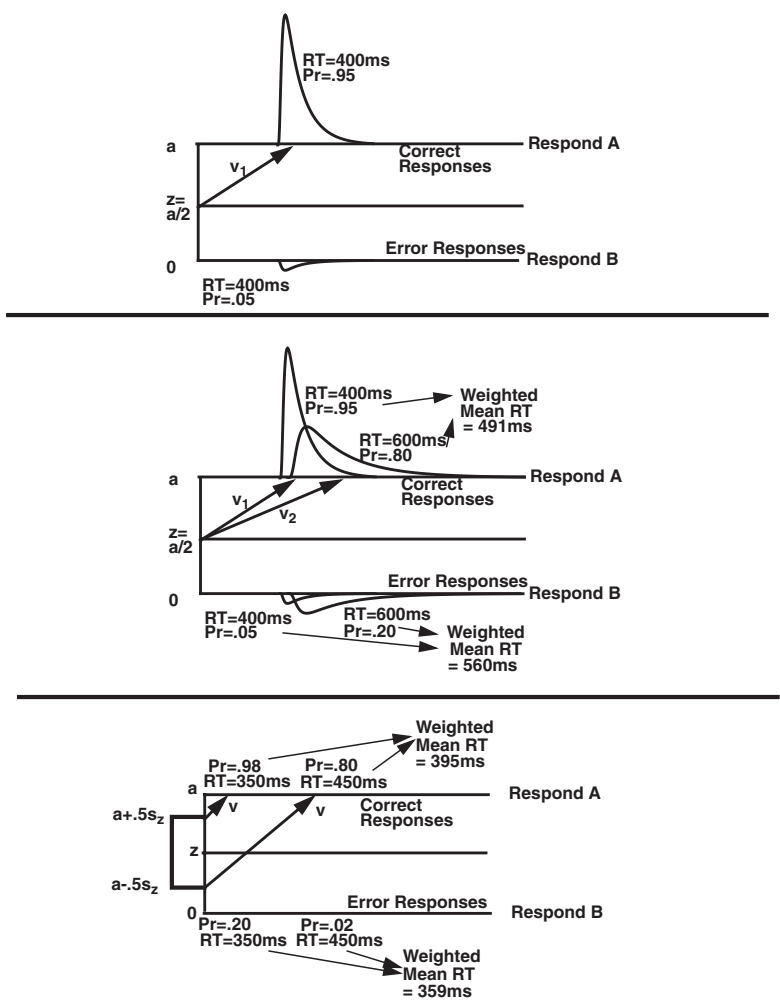 RT=400ms
Pr=.95
a
Respond A
Correct
Responses
v1
z=
a/2
Error Responses
Respond B
0
RT=400ms
Pr=.05
RT=400ms
Pr=.95
Weighted
Mean RT
= 491ms
RT=600ms
Pr=.80
a
Respond A
Correct
Responses
v1
v2
z=
a/2
Error Responses
Respond B
0
RT=400ms
Pr=.05
RT=600ms
Pr=.20
Weighted
Mean RT
= 560ms
Weighted
Mean RT
= 395ms
Pr=.98
RT=350ms
Pr=.80
RT=450ms
a
Respond A
a+.5sz
v
v
Correct
Responses
z
a-.5sz
Error Responses
0
Respond B
Pr=.20
RT=350ms
Pr=.02
RT=450ms
Weighted
Mean RT
= 359ms